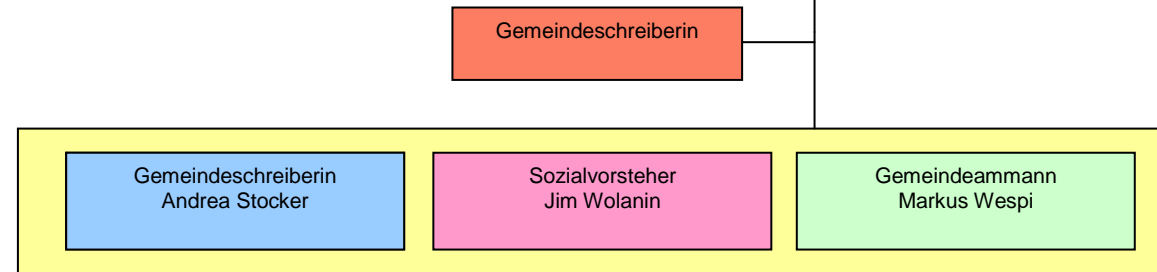 Gemeindeschreiberin
Gemeindeschreiberin
Andrea Stocker
Sozialvorsteher
Jim Wolanin
Gemeindeammann
Markus Wespi